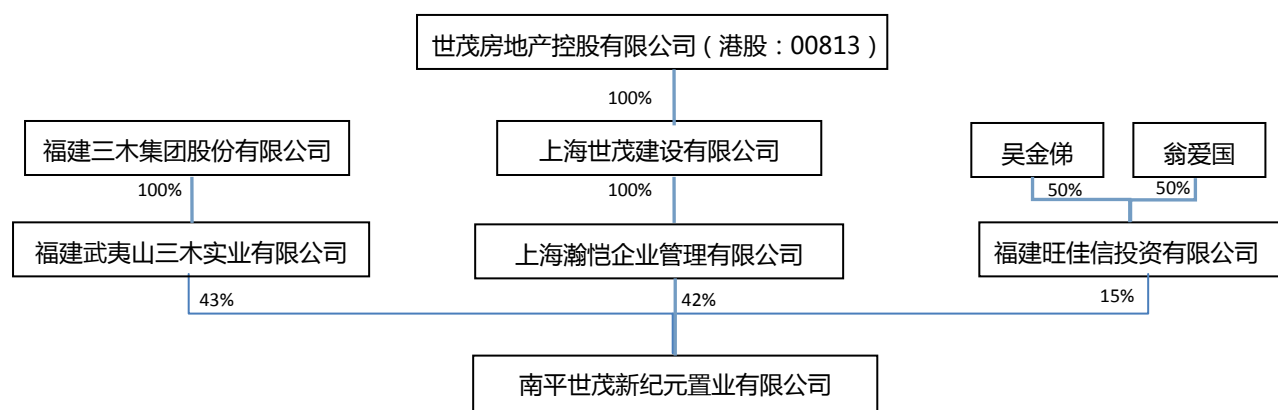 世茂房地产控股有限公司（港股：00813）
100%
福建三木集团股份有限公司
上海世茂建设有限公司
吴金俤
翁爱国
100%
100%
50%
50%
福建武夷山三木实业有限公司
上海瀚恺企业管理有限公司
福建旺佳信投资有限公司
43%
42%
15%
南平世茂新纪元置业有限公司